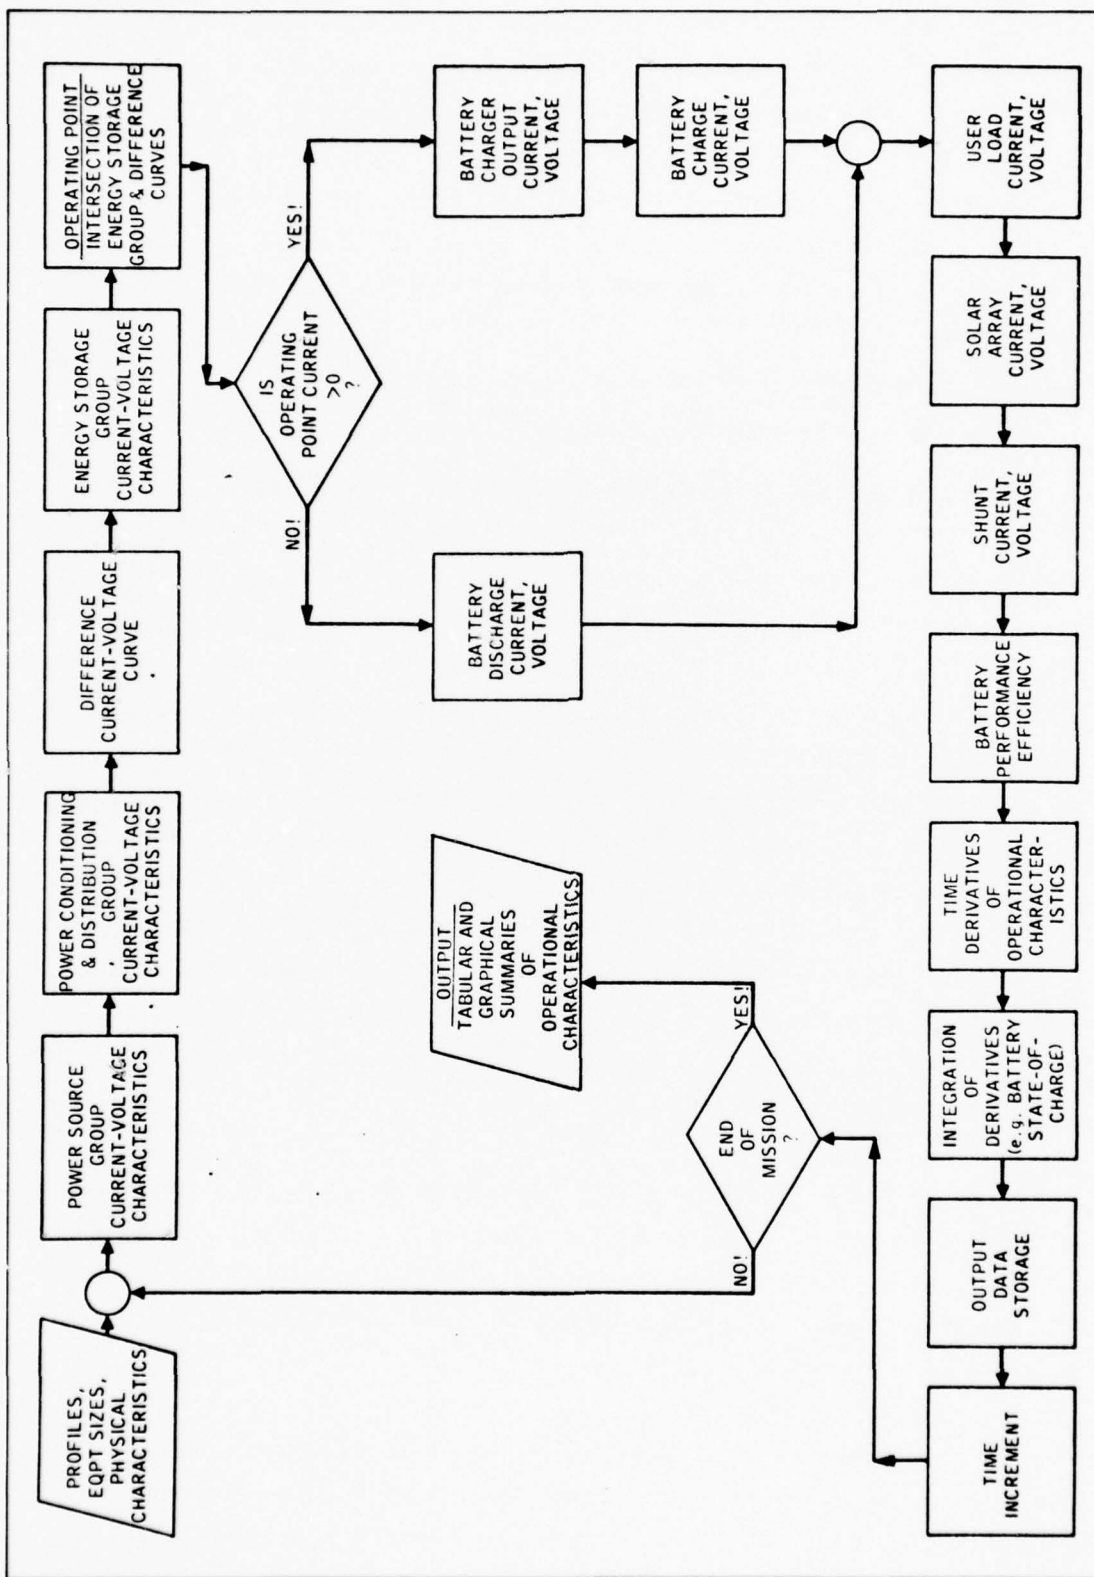 PROFILES,
EQPT SIZES,
PHYSICAL
CHARACTERISTICS
POWER SOURCE
GROUP
CURRENT-VOLTAGE
CHARACTERISTICS
POWER CONDITIONING
& DISTRIBUTION
GROUP
CURRENT-VOLTAGE
CHARACTERISTICS
DIFFERENCE
CURRENT-VOLTAGE
CURVE
ENERGY STORAGE
GROUP
CURRENT-VOLTAGE
CHARACTERISTICS
OPERATING POINT
INTERSECTION OF
ENERGY STORAGE
GROUP & DIFFERENCE
CURVES
IS
OPERATING
POINT CURRENT
>0
?
NO!
YES!
BATTERY
DISCHARGE
CURRENT,
VOLTAGE
BATTERY
CHARGER
OUTPUT
CURRENT,
VOLTAGE
BATTERY
CHARGE
CURRENT,
VOLTAGE
USER
LOAD
CURRENT,
VOLTAGE
SOLAR
ARRAY
CURRENT,
VOLTAGE
SHUNT
CURRENT,
VOLTAGE
BATTERY
PERFORMANCE
EFFICIENCY
TIME
DERIVATIVES
OF
OPERATIONAL
CHARACTER-
ISTICS
INTEGRATION
OF
DERIVATIVES
(e.g. BATTERY
STATE-OF-
CHARGE)
OUTPUT
DATA
STORAGE
TIME
INCREMENT
END
OF
MISSION
?
NO!
YES!
OUTPUT
TABULAR AND
GRAPHICAL
SUMMARIES
OF
OPERATIONAL
CHARACTERISTICS